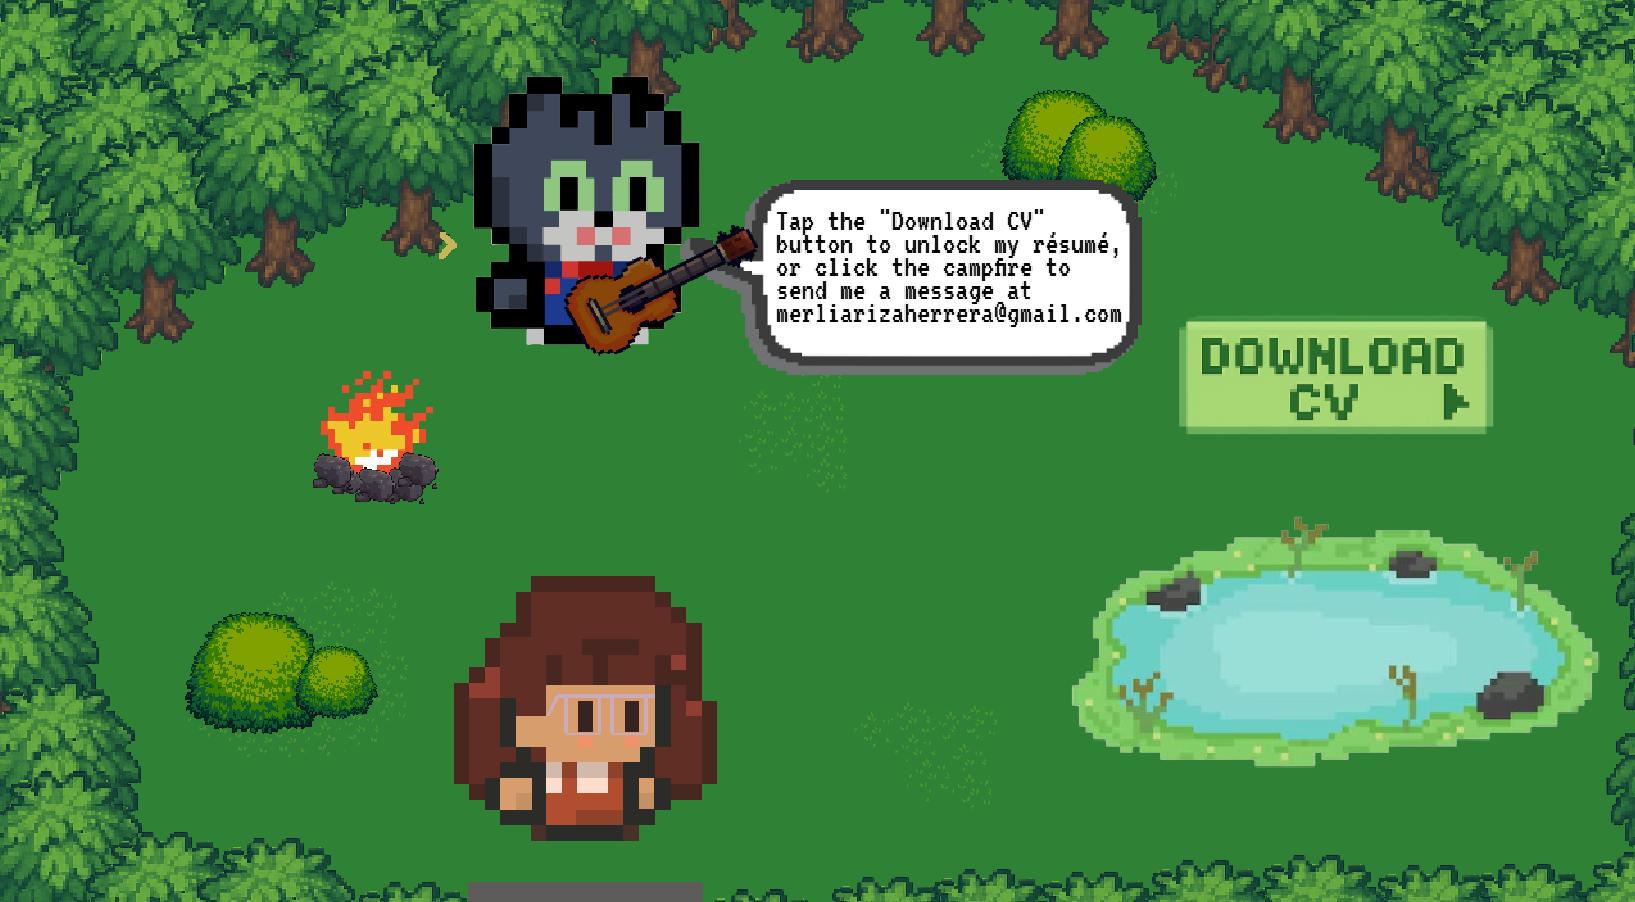 Tap the "Download CV"
button to unlock my résumé,
or click the campfire to
send me a message at
merliarizaherrera@gmail.com
DOWNLOAD
CV